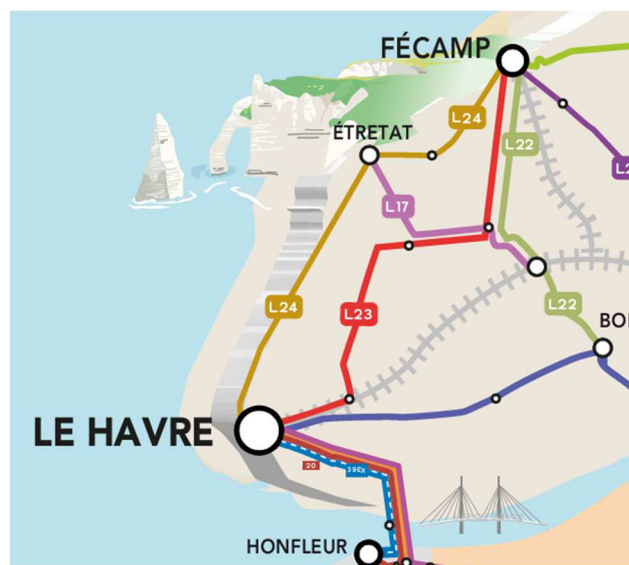 FÉCAMP
L24
ÉTRETAT
L22
L17
L24
L23
L22
LE HAVRE
20
39Ex
HONFLEUR